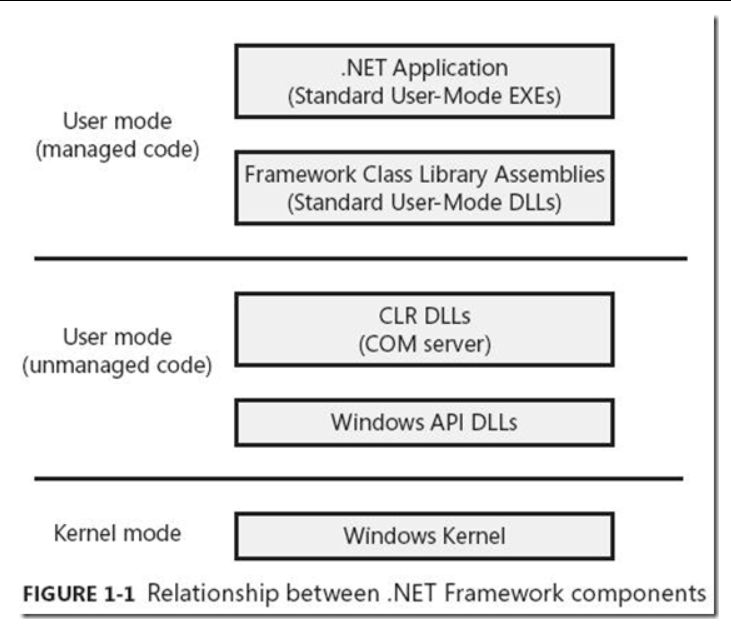 .NET Application
(Standard User-Mode EXEs)
User mode
(managed code)
Framework Class Library Assemblies
(Standard User-Mode DLLs)
CLR DLLs
(COM server)
User mode
(unmanaged code)
Windows API DLLs
Kernel mode
Windows Kernel
FIGURE 1-1 Relationship between .NET Framework components